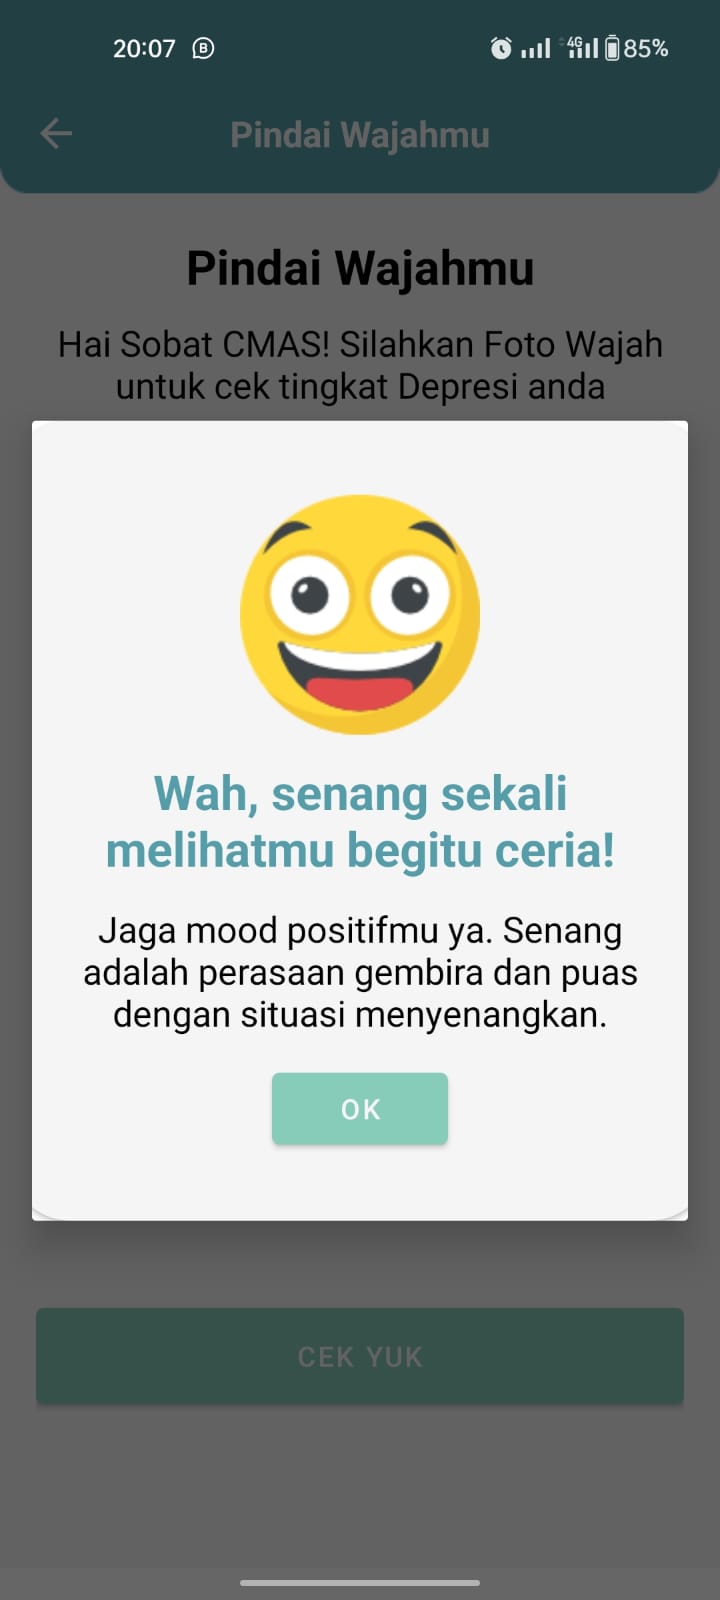 20:07
4G
85%
Pindai Wajahmu
Pindai Wajahmu
Hai Sobat CMAS! Silahkan Foto Wajah
untuk cek tingkat Depresi anda
Wah, senang sekali
melihatmu begitu ceria!
Jaga mood positifmu ya. Senang
adalah perasaan gembira dan puas
dengan situasi menyenangkan.
OK
CEK YUK